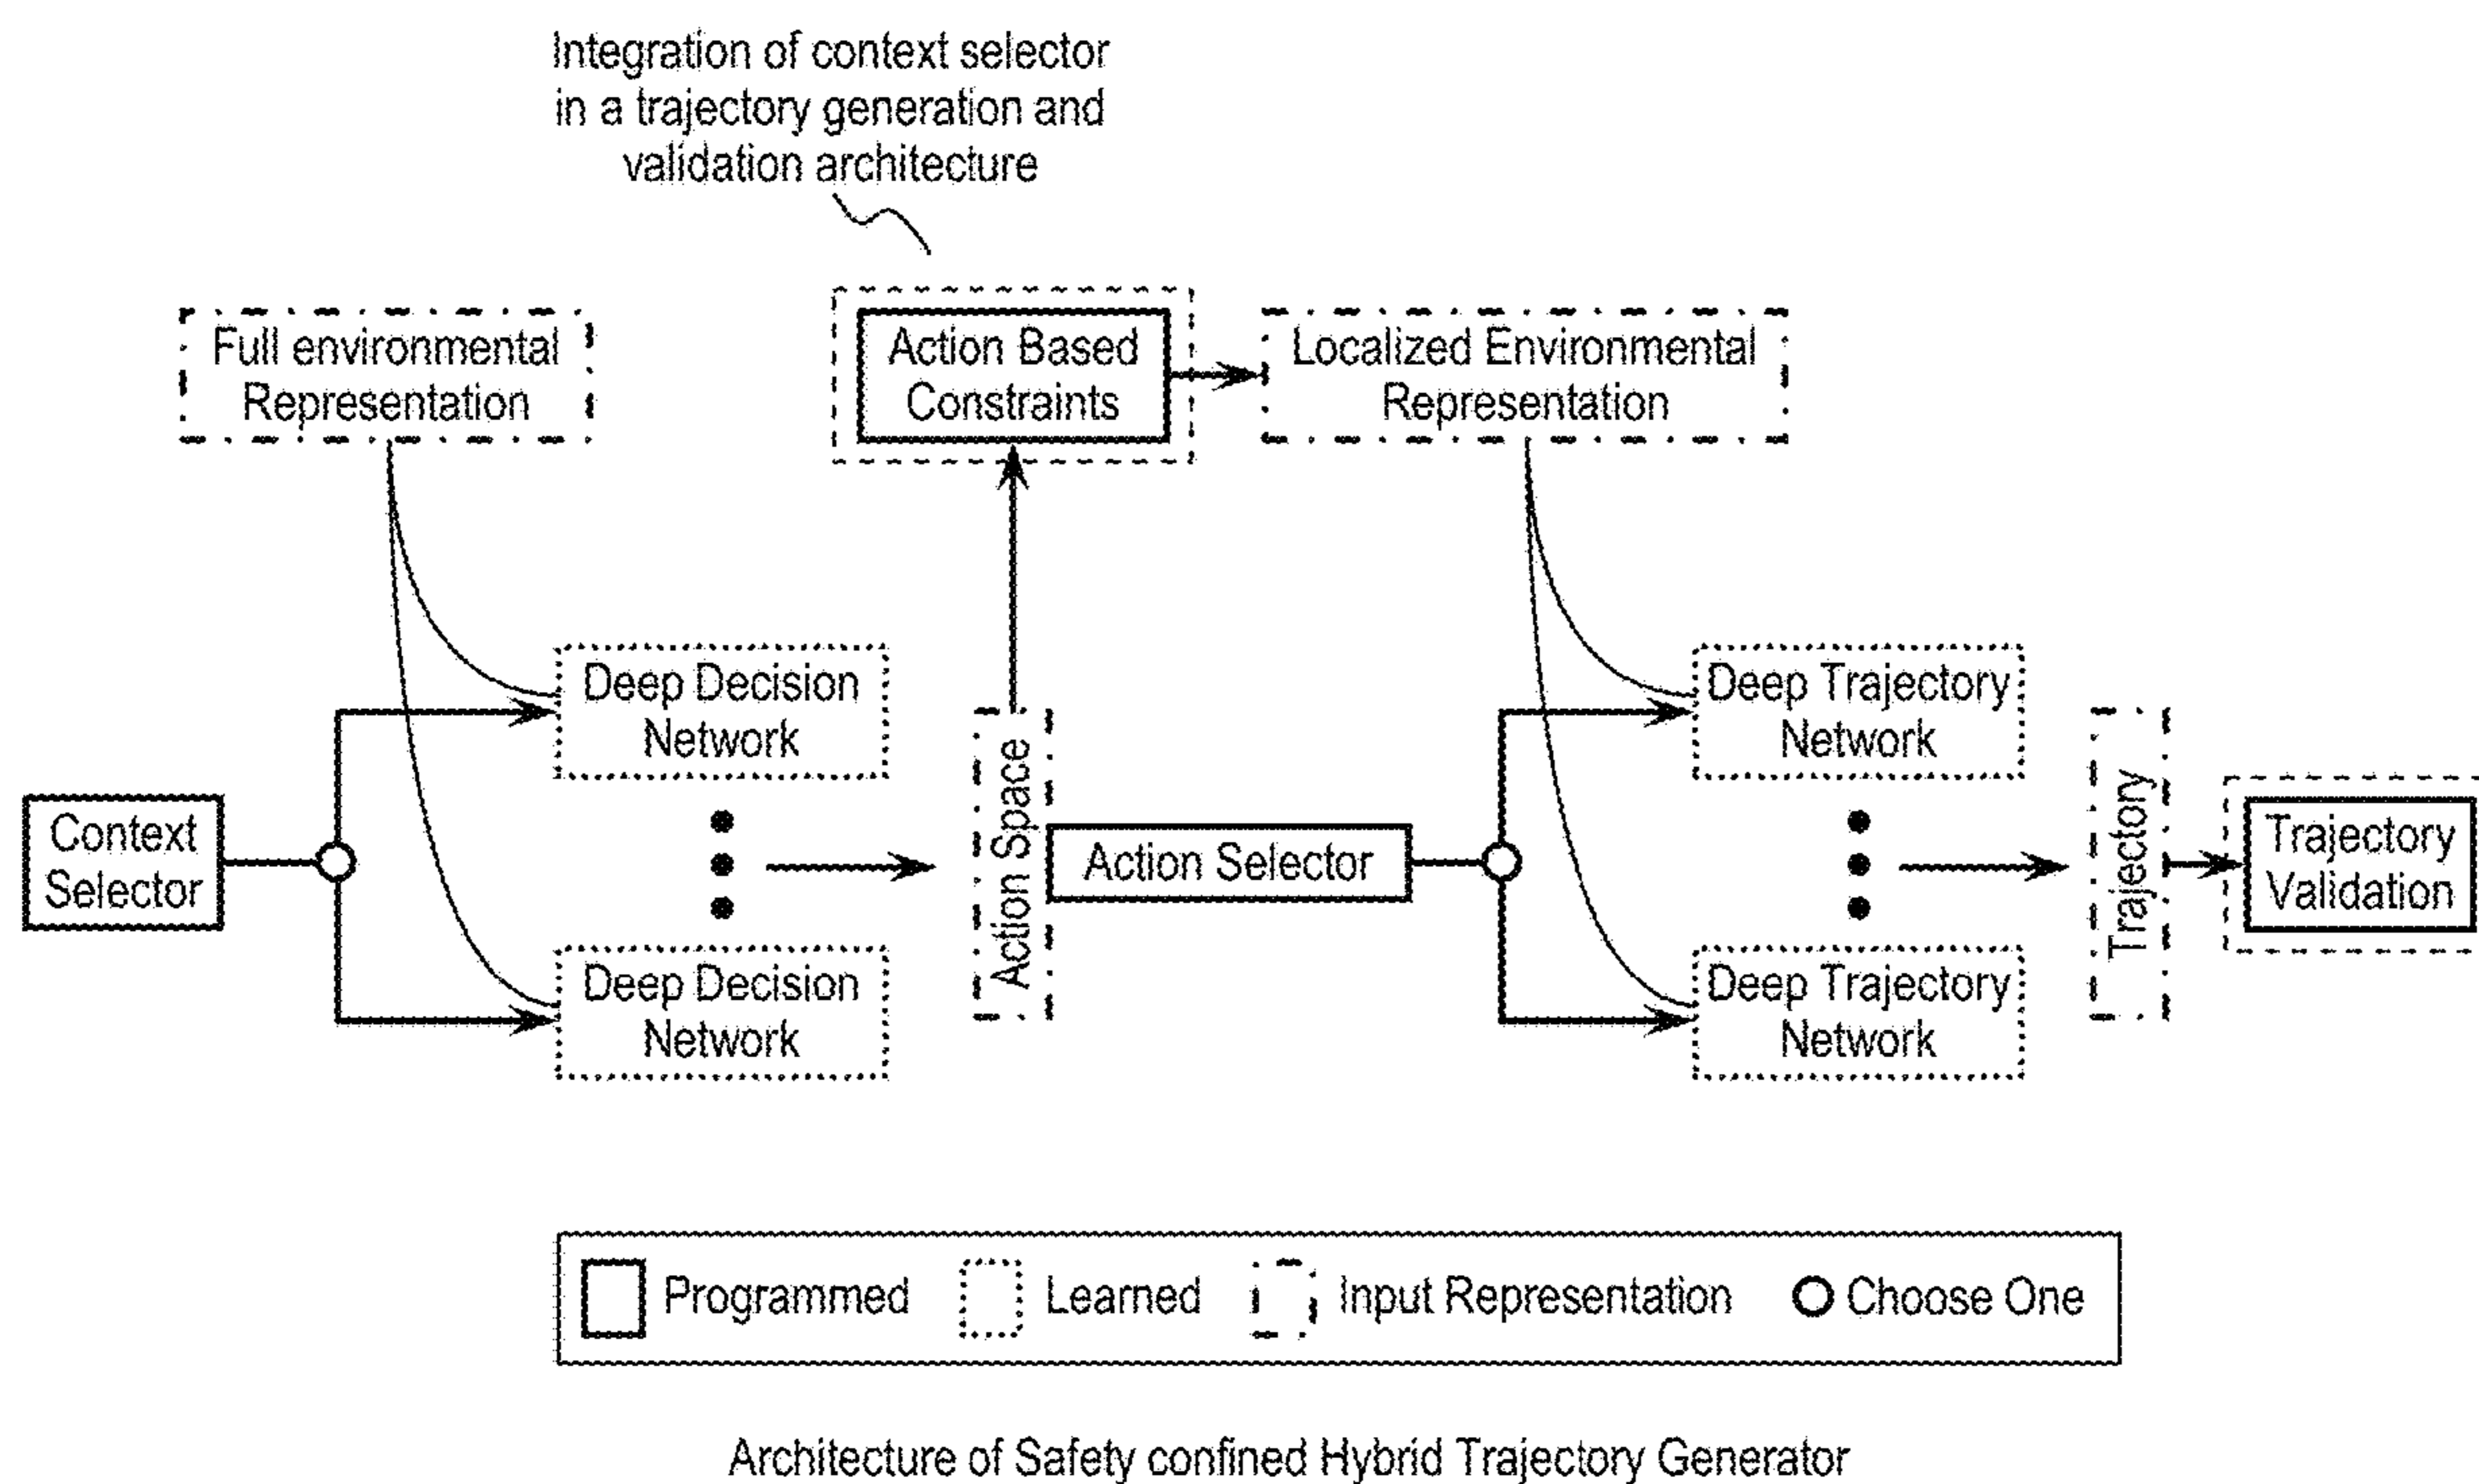 Integration of context selector
in a trajectory generation and
validation architecture
Full environmental
Representation
Action Based
Constraints
Localized Environmental
Representation
Deep Decision
Network
Deep Trajectory
Network
Context
Selector
Action Space
Action Selector
Trajectory
Trajectory
Validation
Deep Decision
Network
Deep Trajectory
Network
Programmed
Learned
Input Representation
Choose One
Architecture of Safety confined Hybrid Trajectory Generator